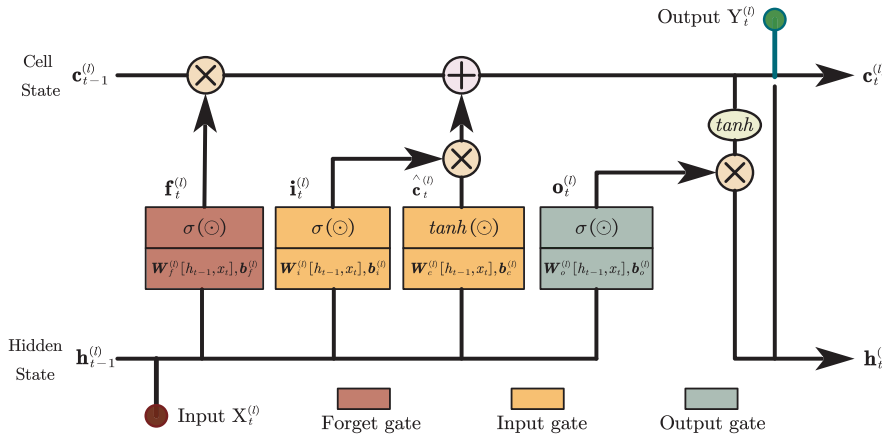 Output Y_t^(l)
Cell State
c_{t-1}^(l)
c_t^(l
tanh
f_t^(l)
i_t^(l)
ĉ_t^(l)
o_t^(l)
σ(⊙)
σ(⊙)
tanh(⊙)
σ(⊙)
W_f^(l)[h_{t-1}, x_t], b_f^(l)
W_i^(l)[h_{t-1}, x_t], b_i^(l)
W_c^(l)[h_{t-1}, x_t], b_c^(l)
W_o^(l)[h_{t-1}, x_t], b_o^(l)
Hidden
State
h_{t-1}^(l)
h_t^(l
Input X_t^(l)
Forget gate
Input gate
Output gate